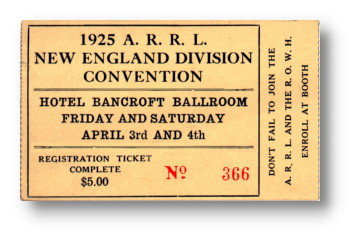 1925 A. R. R. L.
NEW ENGLAND DIVISION
CONVENTION
HOTEL BANCROFT BALLROOM
FRIDAY AND SATURDAY
APRIL 3rd AND 4th
REGISTRATION TICKET
COMPLETE
$5.00
Nº 366
DON'T FAIL TO JOIN THE
A. R. R. L. AND THE R. O. W. H.
ENROLL AT BOOTH